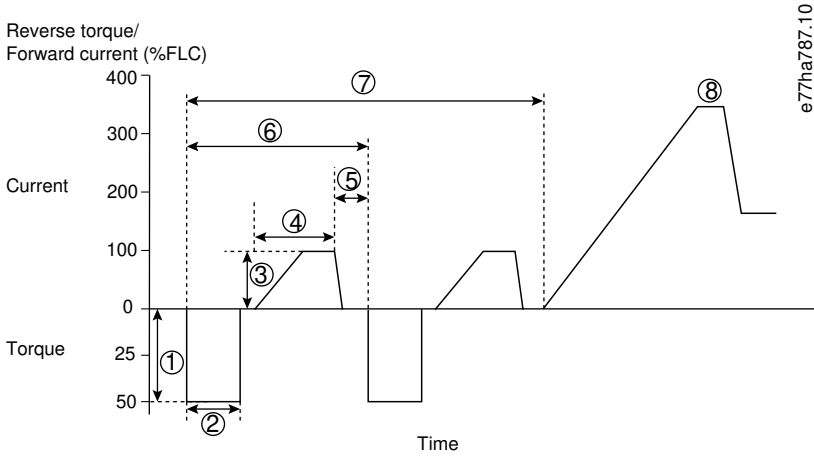 Reverse torque/
Forward current (%FLC)
e77ha787.10
400
⑦
⑧
300
⑥
Current
200
⑤
④
100
③
0
Torque
25
①
50
②
Time